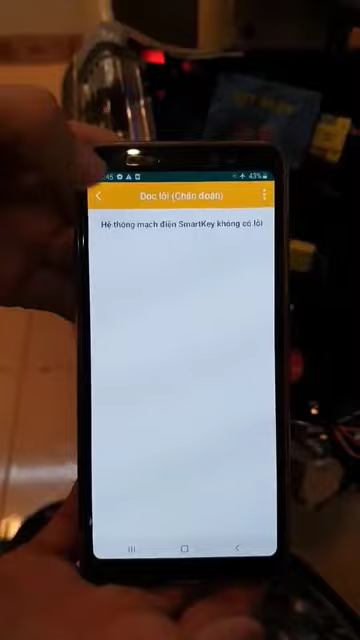 :45
43%
Đọc lỗi (Chẩn đoán)
Hệ thống mạch điện SmartKey không có lỗi